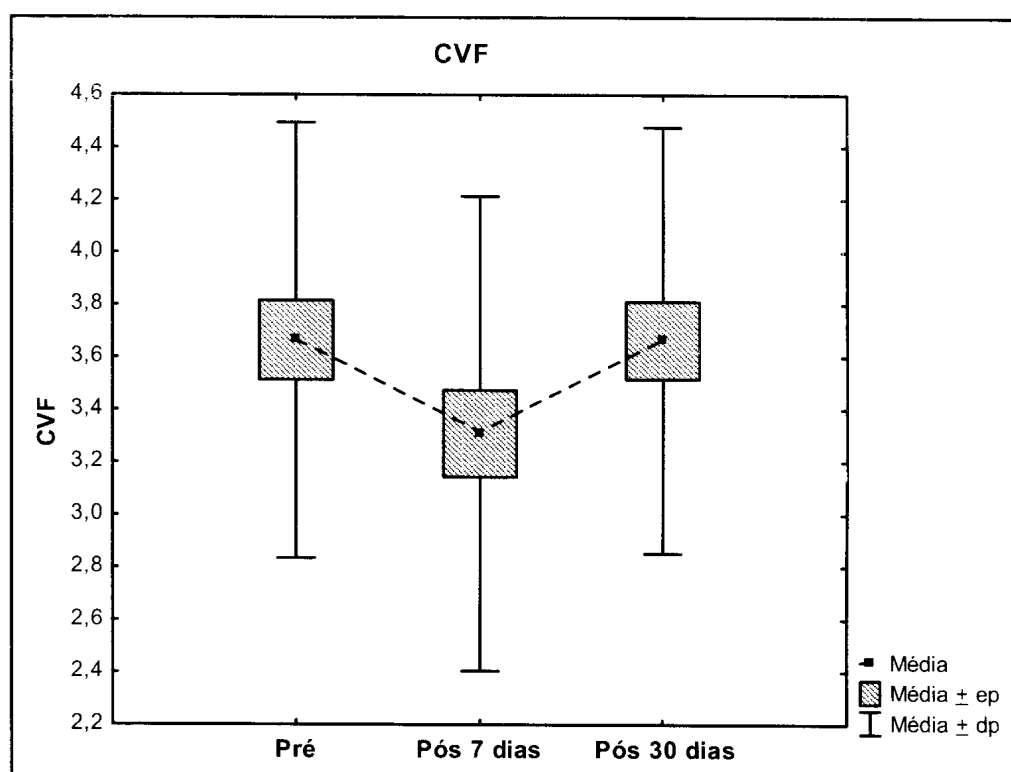 CVF
4,6
4,4
4,2
4,0
3,8
3,6
3,4
3,2
3,0
2,8
2,6
2,4
2,2
CVF
Pré Pós 7 dias Pós 30 dias
Média
Média ± ep
Média ± dp